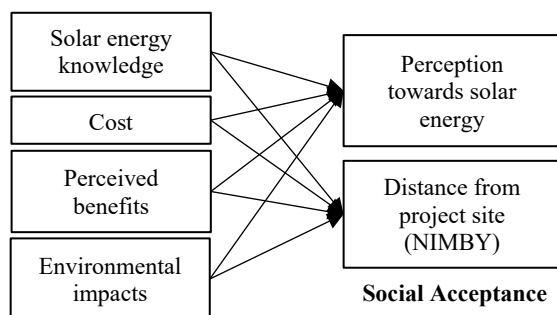 Solar energy
knowledge
Cost
Perceived
benefits
Environmental
impacts
Perception
towards solar
energy
Distance from
project site
(NIMBY)
Social Acceptance